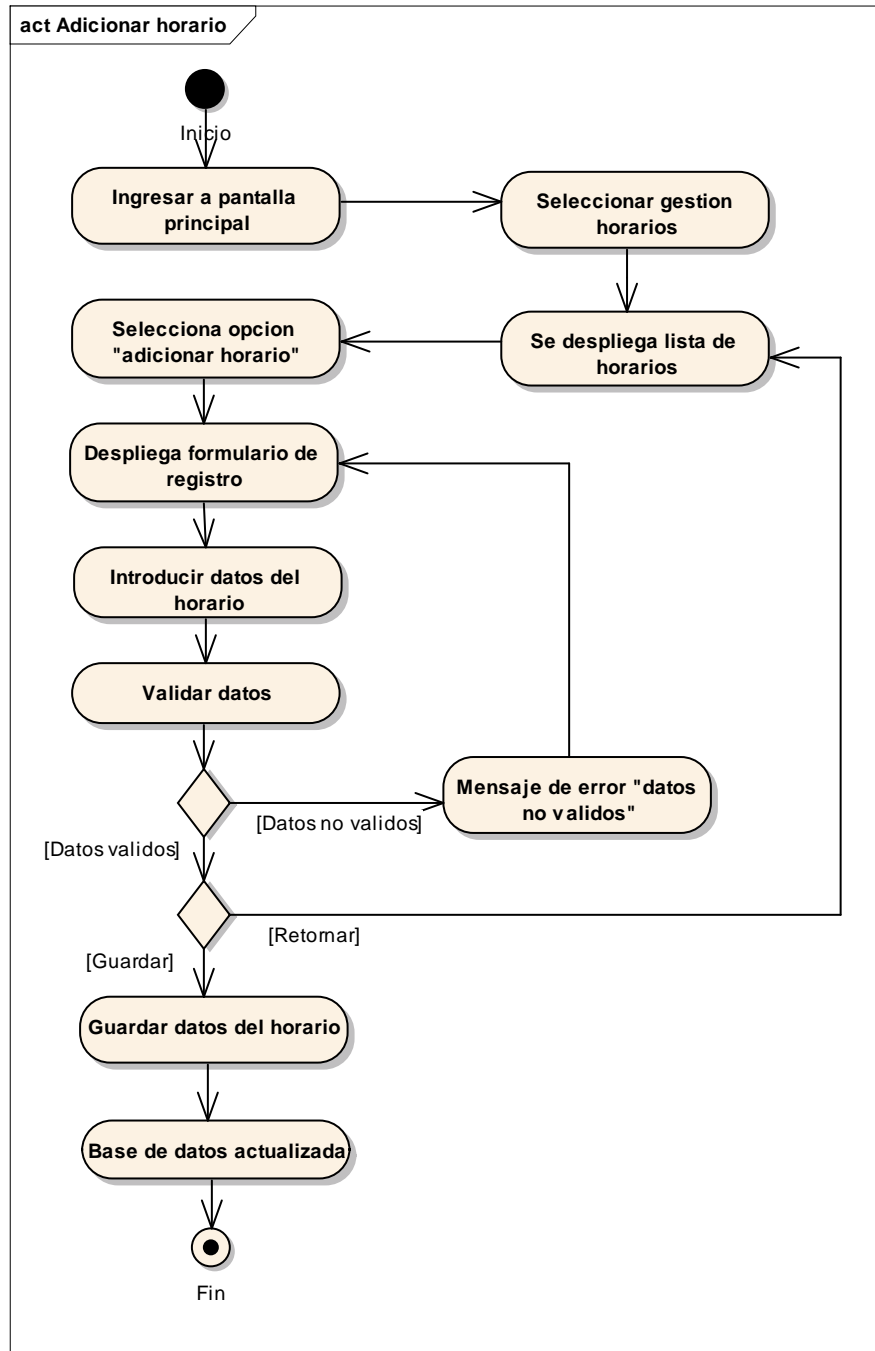 act Adicionar horario
Inicio
Ingresar a pantalla
principal
Seleccionar gestion
horarios
Se despliega lista de
horarios
Selecciona opcion
"adicionar horario"
Despliega formulario de
registro
Introducir datos del
horario
Validar datos
[Datos no validos]
Mensaje de error "datos
no validos"
[Datos validos]
[Retornar]
[Guardar]
Guardar datos del horario
Base de datos actualizada
Fin